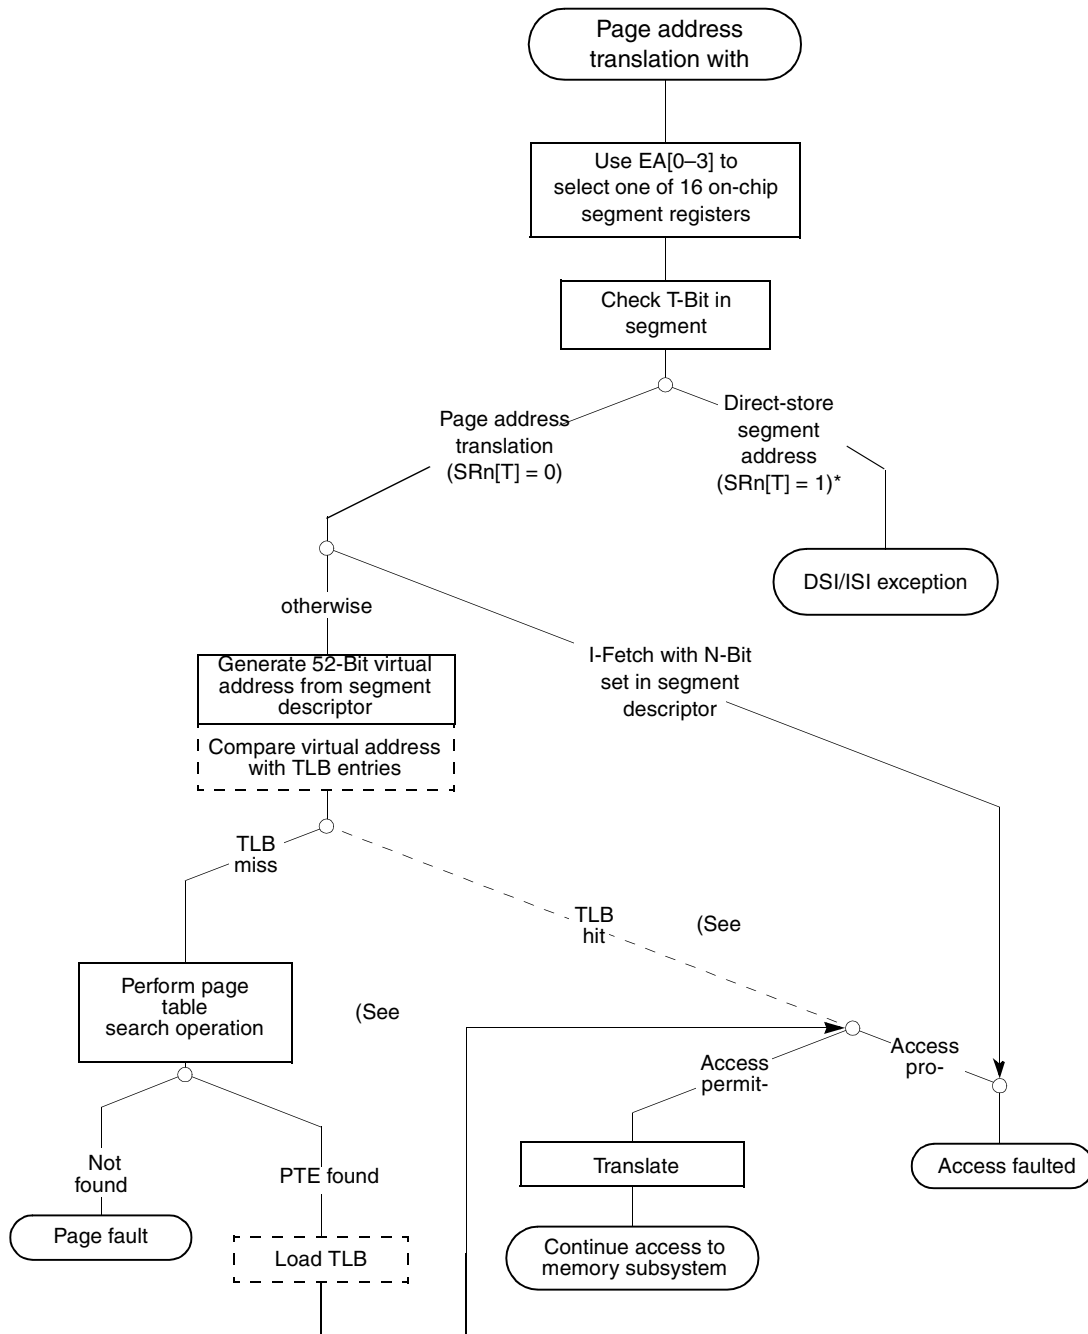 Page address
translation with
Use EA[0–3] to
select one of 16 on-chip
segment registers
Check T-Bit in
segment
Page address
translation
(SRn[T] = 0)
Direct-store
segment
address
(SRn[T] = 1)*
DSI/ISI exception
otherwise
I-Fetch with N-Bit
set in segment
descriptor
Generate 52-Bit virtual
address from segment
descriptor
Compare virtual address
with TLB entries
TLB
miss
TLB
hit
(See
Perform page
table
search operation
(See
Access
permit-
Access
pro-
Not
found
PTE found
Translate
Access faulted
Page fault
Load TLB
Continue access to
memory subsystem